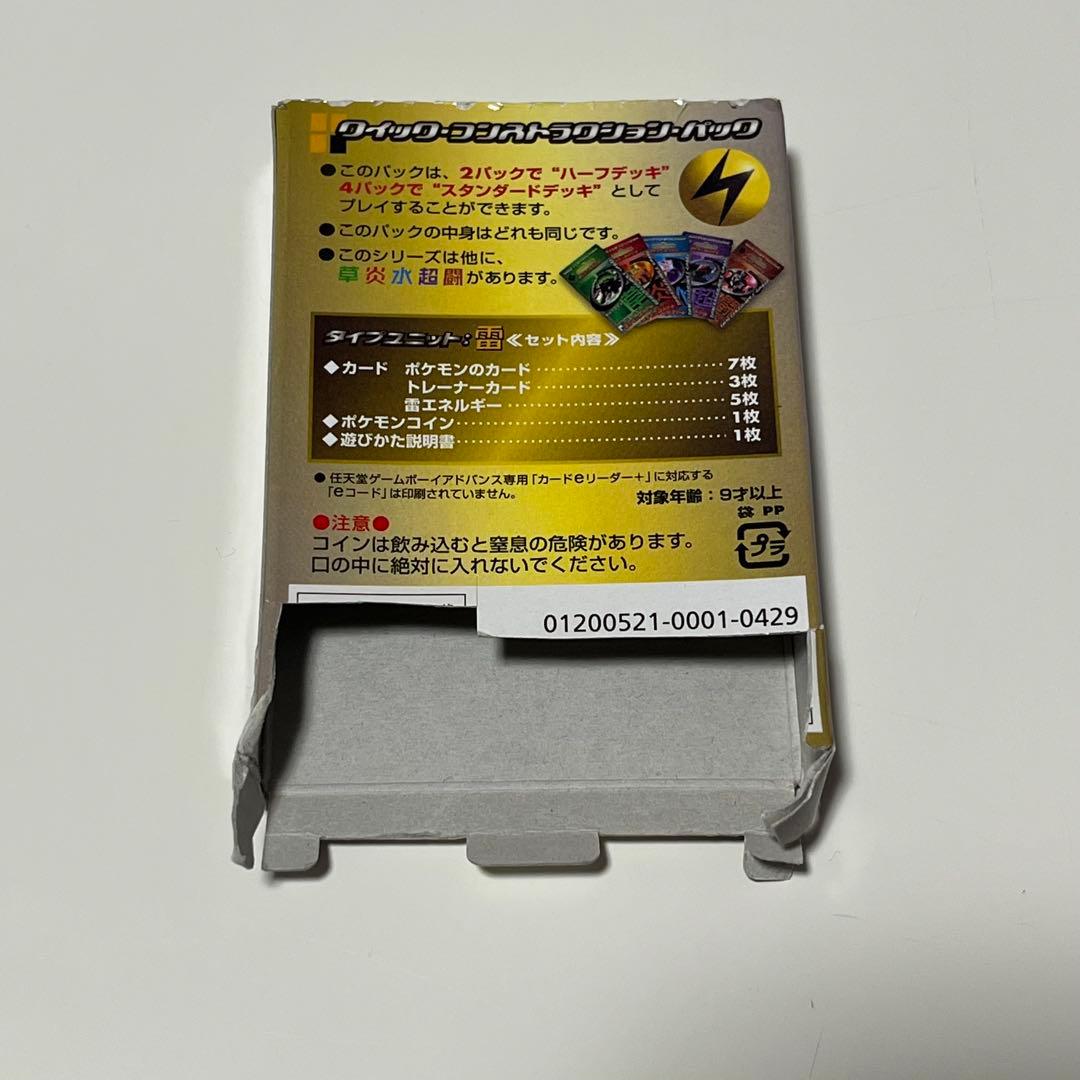 クイック・コンストラクション・パック
●このパックは、2パックで“ハーフデッキ”
4パックで“スタンダードデッキ”として
プレイすることができます。
●このパックの中身はどれも同じです。
●このシリーズは他に、
草炎水超闘があります。
タイプユニット:雷≪セット内容≫
◆カード ポケモンのカード‥‥‥‥‥‥‥‥7枚
トレーナーカード‥‥‥‥‥‥‥‥3枚
雷エネルギー‥‥‥‥‥‥‥‥‥5枚
◆ポケモンコイン‥‥‥‥‥‥‥‥‥‥‥1枚
◆遊びかた説明書‥‥‥‥‥‥‥‥‥‥‥1枚
●任天堂ゲームボーイアドバンス専用「カードeリーダー+」に対応する
「eコード」は印刷されていません。
対象年齢:9才以上
袋 PP
プラ
●注意●
コインは飲み込むと窒息の危険があります。
口の中に絶対に入れないでください。
01200521-0001-0429